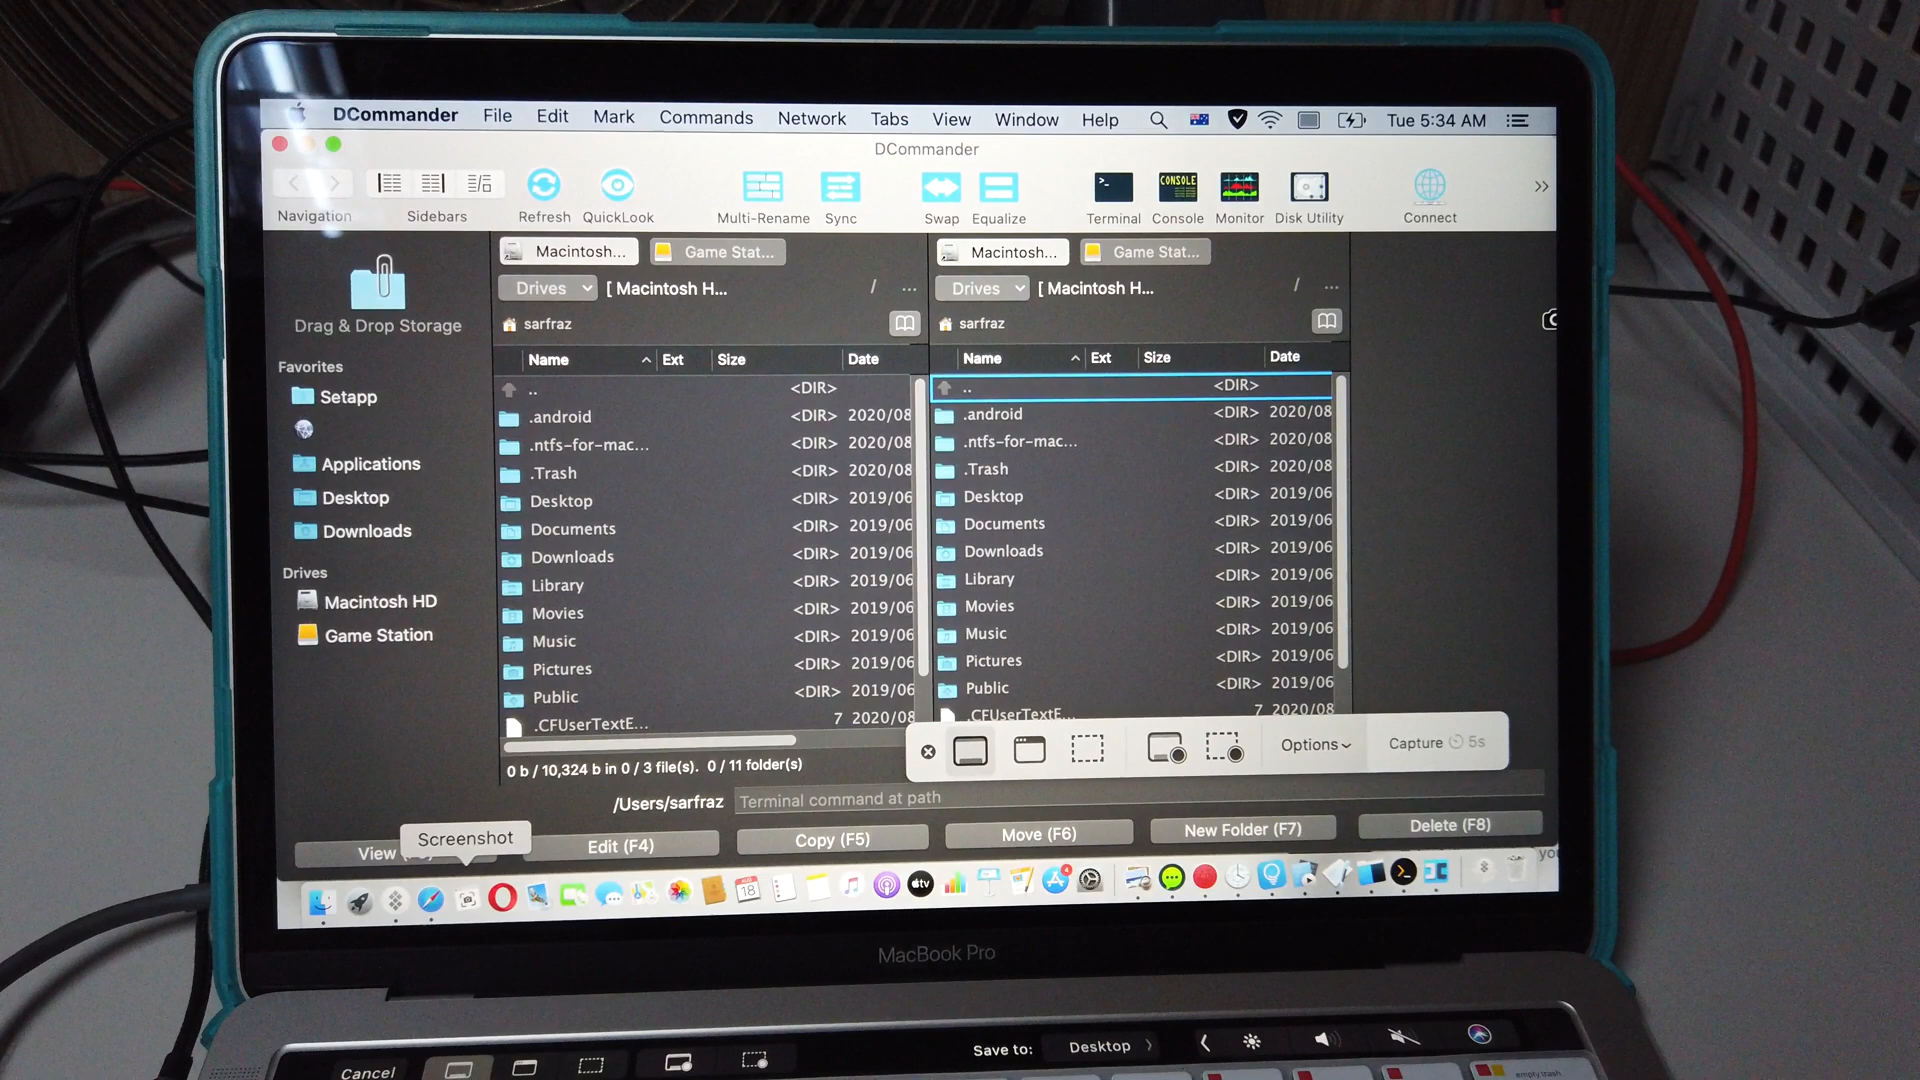 DCommander File Edit Mark Commands Network Tabs View Window Help Tue 5:34 AM
DCommander
Navigation Sidebars Refresh QuickLook Multi-Rename Sync Swap Equalize Terminal Console Monitor Disk Utility Connect
CONSOLE
Drag & Drop Storage
Favorites
Setapp
Applications
Desktop
Downloads
Drives
Macintosh HD
Game Station
Macintosh... Game Stat...
Drives [ Macintosh H... / ...
sarfraz
Name Ext Size Date
.. <DIR>
.android <DIR> 2020/08
.ntfs-for-mac... <DIR> 2020/08
.Trash <DIR> 2020/08
Desktop <DIR> 2019/06
Documents <DIR> 2019/06
Downloads <DIR> 2019/06
Library <DIR> 2019/06
Movies <DIR> 2019/06
Music <DIR> 2019/06
Pictures <DIR> 2019/06
Public <DIR> 2019/06
.CFUserTextE... 7 2020/08
0 b / 10,324 b in 0 / 3 file(s). 0 / 11 folder(s)
Macintosh... Game Stat...
Drives [ Macintosh H... / ...
sarfraz
Name Ext Size Date
.. <DIR>
.android <DIR> 2020/08
.ntfs-for-mac... <DIR> 2020/08
.Trash <DIR> 2020/08
Desktop <DIR> 2019/06
Documents <DIR> 2019/06
Downloads <DIR> 2019/06
Library <DIR> 2019/06
Movies <DIR> 2019/06
Music <DIR> 2019/06
Pictures <DIR> 2019/06
Public <DIR> 2019/06
.CFUserTextE... 7 2020/08
Options Capture 5s
/Users/sarfraz Terminal command at path
View Edit (F4) Copy (F5) Move (F6) New Folder (F7) Delete (F8)
Screenshot
you
18
tv
MacBook Pro
Cancel Save to: Desktop
empty trash